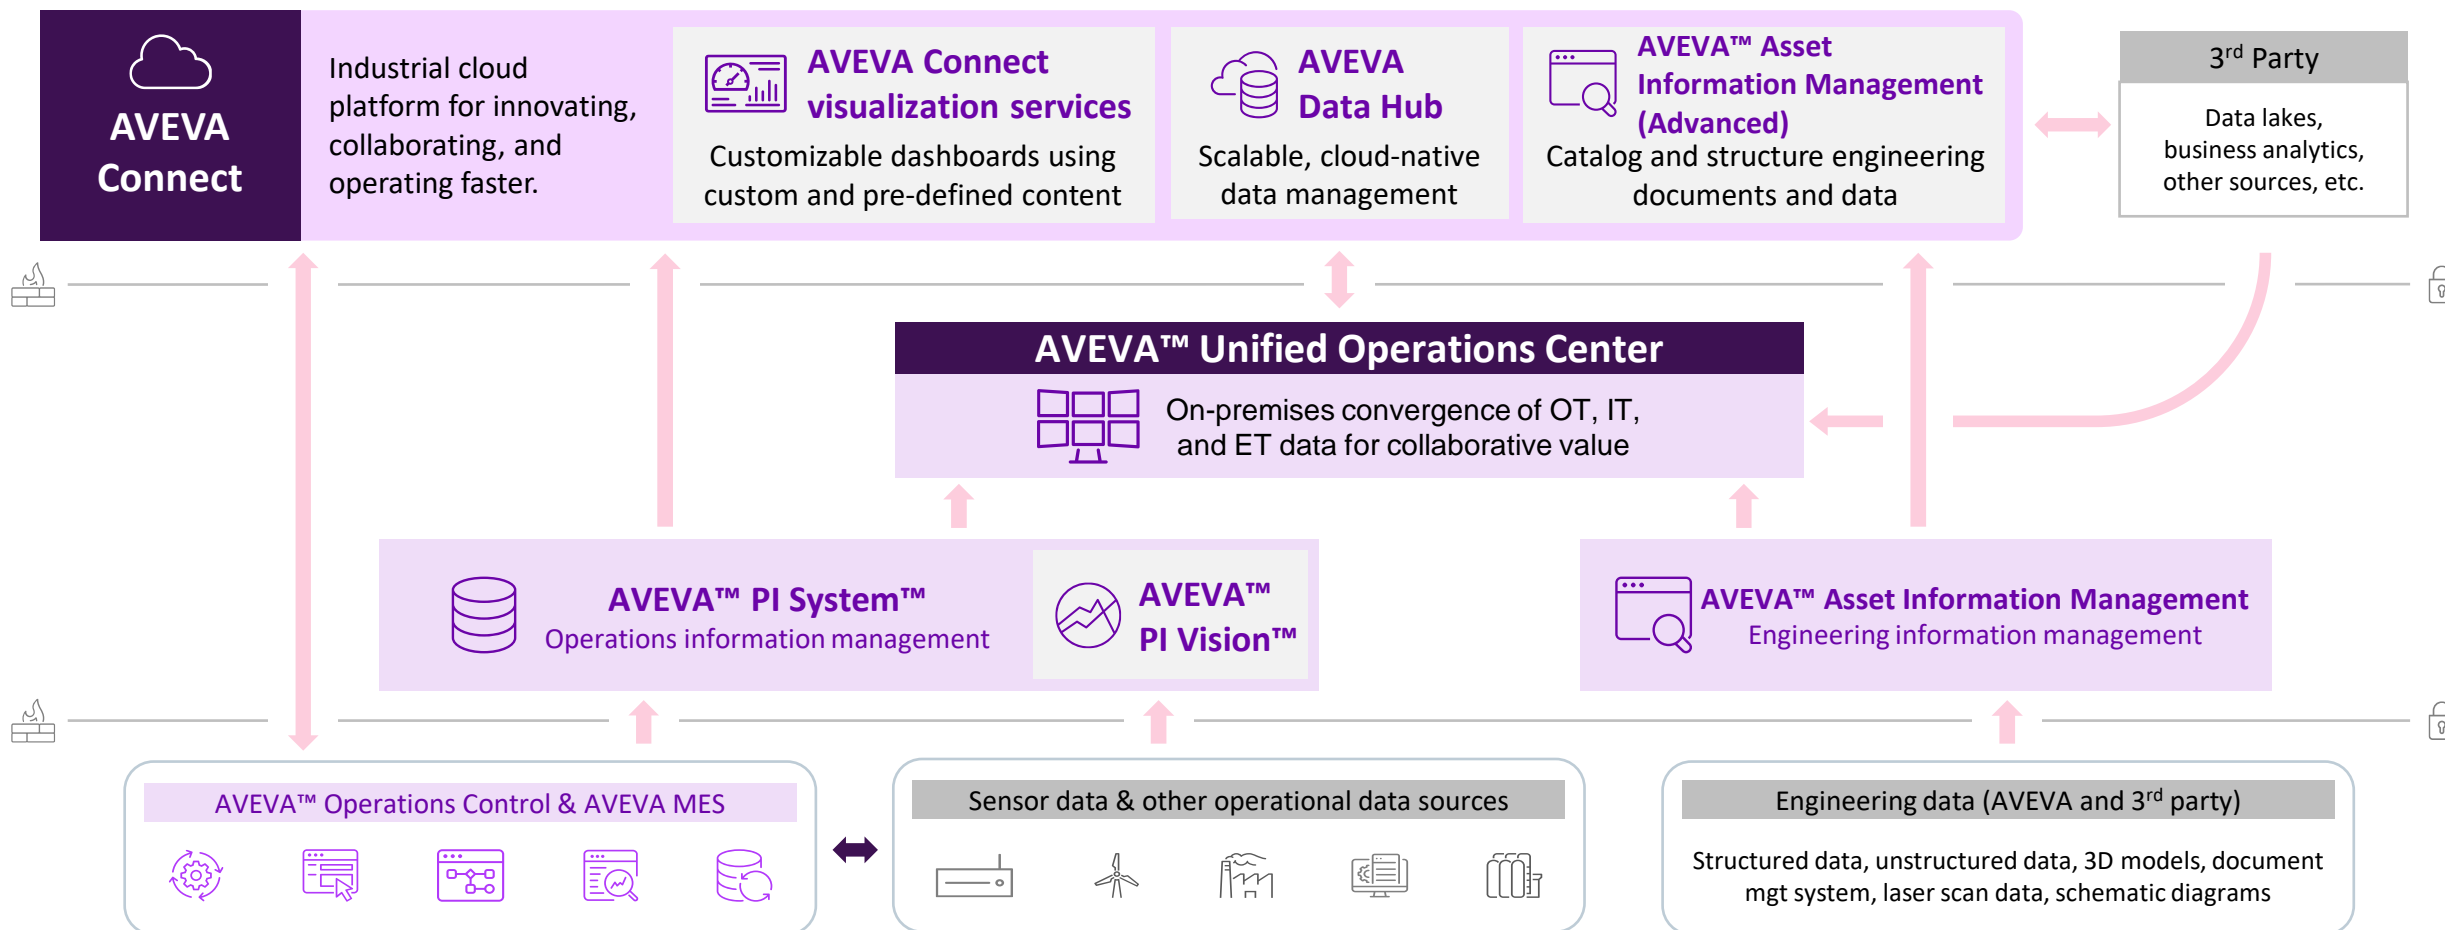 AVEVA
Connect
Industrial cloud
platform for innovating,
collaborating, and
operating faster.
AVEVA Connect
visualization services
Customizable dashboards using
custom and pre-defined content
AVEVA
Data Hub
Scalable, cloud-native
data management
AVEVA™ Asset
Information Management
(Advanced)
Catalog and structure engineering
documents and data
3rd Party
Data lakes,
business analytics,
other sources, etc.
AVEVA™ Unified Operations Center
On-premises convergence of OT, IT,
and ET data for collaborative value
AVEVA™ PI System™
Operations information management
AVEVA™
PI Vision™
AVEVA™ Asset Information Management
Engineering information management
AVEVA™ Operations Control & AVEVA MES
Sensor data & other operational data sources
Engineering data (AVEVA and 3rd party)
Structured data, unstructured data, 3D models, document
mgt system, laser scan data, schematic diagrams